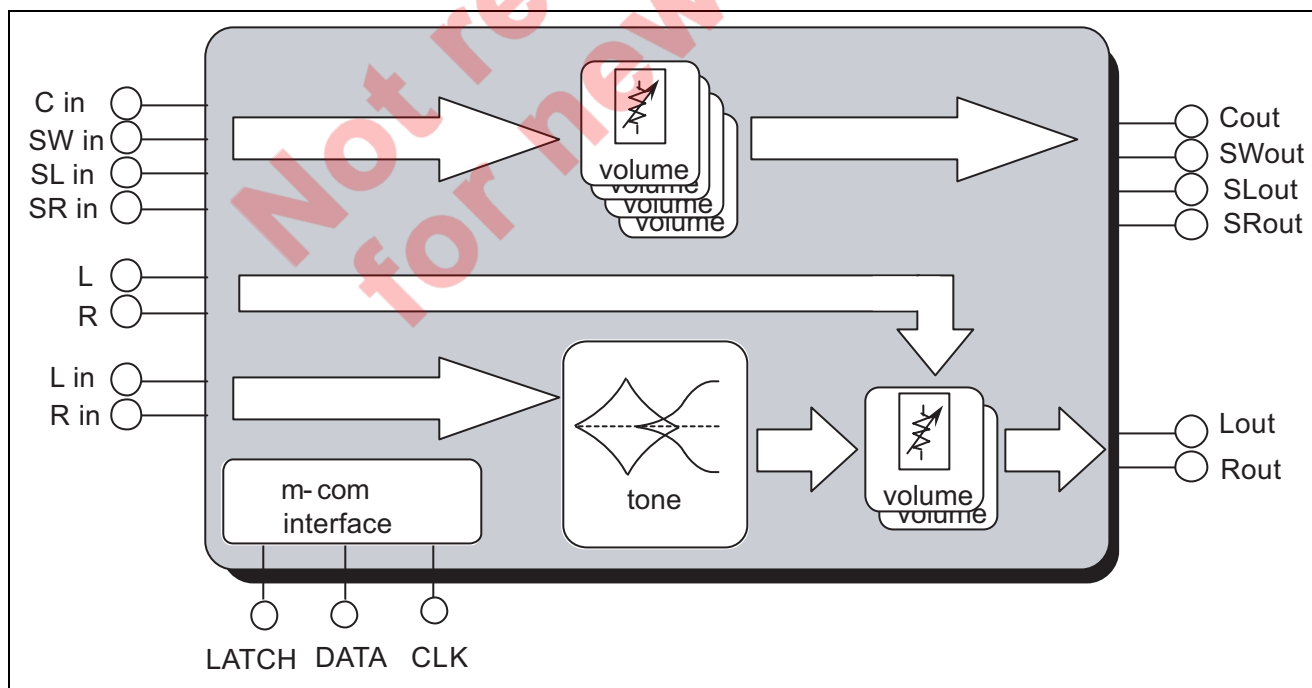 Not re
for new
C in
SW in
SL in
SR in
volume
volume
volume
volume
Cout
SWout
SLout
SRout
L
R
L in
R in
tone
volume
volume
Lout
Rout
m- com
interface
LATCH DATA CLK